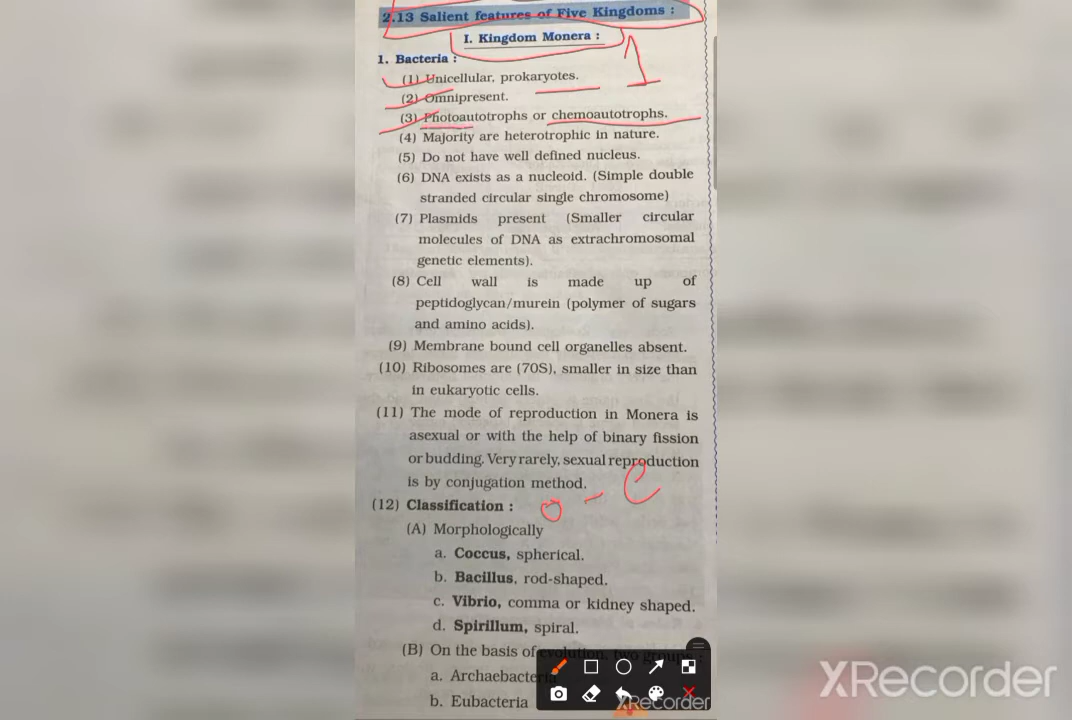 2.13 Salient features of Five Kingdoms :
I. Kingdom Monera :
1. Bacteria :
(1) Unicellular, prokaryotes.
(2) Omnipresent.
(3) Photoautotrophs or chemoautotrophs.
(4) Majority are heterotrophic in nature.
(5) Do not have well defined nucleus.
(6) DNA exists as a nucleoid. (Simple double
stranded circular single chromosome)
(7) Plasmids present (Smaller circular
molecules of DNA as extrachromosomal
genetic elements).
(8) Cell wall is made up of
peptidoglycan/murein (polymer of sugars
and amino acids).
(9) Membrane bound cell organelles absent.
(10) Ribosomes are (70S), smaller in size than
in eukaryotic cells.
(11) The mode of reproduction in Monera is
asexual or with the help of binary fission
or budding. Very rarely, sexual reproduction
is by conjugation method.
(12) Classification :
(A) Morphologically
a. Coccus, spherical.
b. Bacillus, rod-shaped.
c. Vibrio, comma or kidney shaped.
d. Spirillum, spiral.
(B) On the basis of evolution, two groups :
a. Archaebacteria
b. Eubacteria
XRecorder
XRecorder